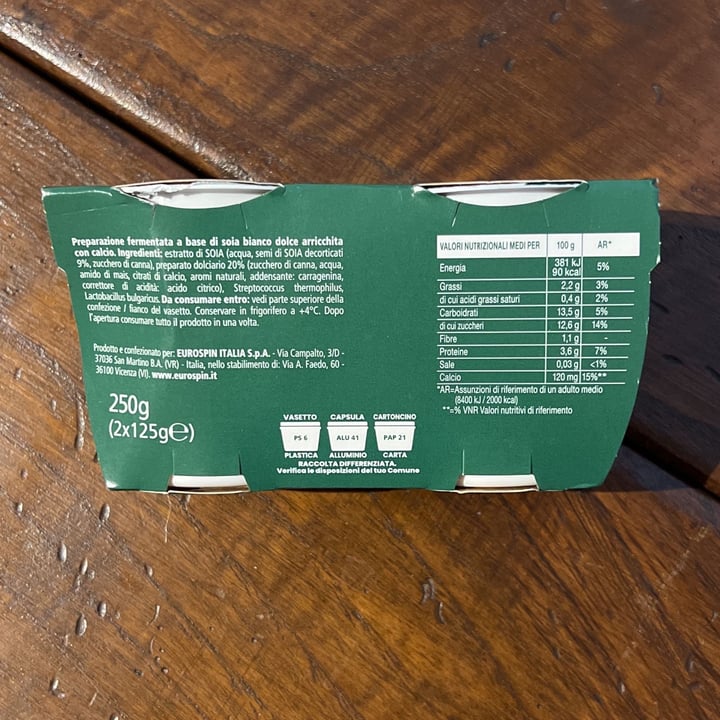 Preparazione fermentata a base di soia bianco dolce arricchita
con calcio. Ingredienti: estratto di SOIA (acqua, semi di SOIA decorticati
9%, zucchero di canna), preparato dolciario 20% (zucchero di canna, acqua,
amido di mais, citrati di calcio, aromi naturali, addensante: carragenina,
correttore di acidità: acido citrico), Streptococcus thermophilus,
Lactobacillus bulgaricus. Da consumare entro: vedi parte superiore della
confezione / fianco del vasetto. Conservare in frigorifero a +4°C. Dopo
l'apertura consumare tutto il prodotto in una volta.
Prodotto e confezionato per: EUROSPIN ITALIA S.p.A. - Via Campalto, 3/D -
37036 San Martino B.A. (VR) - Italia, nello stabilimento di: Via A. Faedo, 60 -
36100 Vicenza (VI). www.eurospin.it
250g
(2x125g℮)
VASETTO CAPSULA CARTONCINO
PS 6 ALU 41 PAP 21
PLASTICA ALLUMINIO CARTA
RACCOLTA DIFFERENZIATA.
Verifica le disposizioni del tuo Comune
VALORI NUTRIZIONALI MEDI PER 100 g AR*
Energia 381 kJ 5%
90 kcal
Grassi 2,2 g 3%
di cui acidi grassi saturi 0,4 g 2%
Carboidrati 13,5 g 5%
di cui zuccheri 12,6 g 14%
Fibre 1,1 g -
Proteine 3,6 g 7%
Sale 0,03 g <1%
Calcio 120 mg 15%**
*AR=Assunzioni di riferimento di un adulto medio
(8400 kJ / 2000 kcal)
**=% VNR Valori nutritivi di riferimento